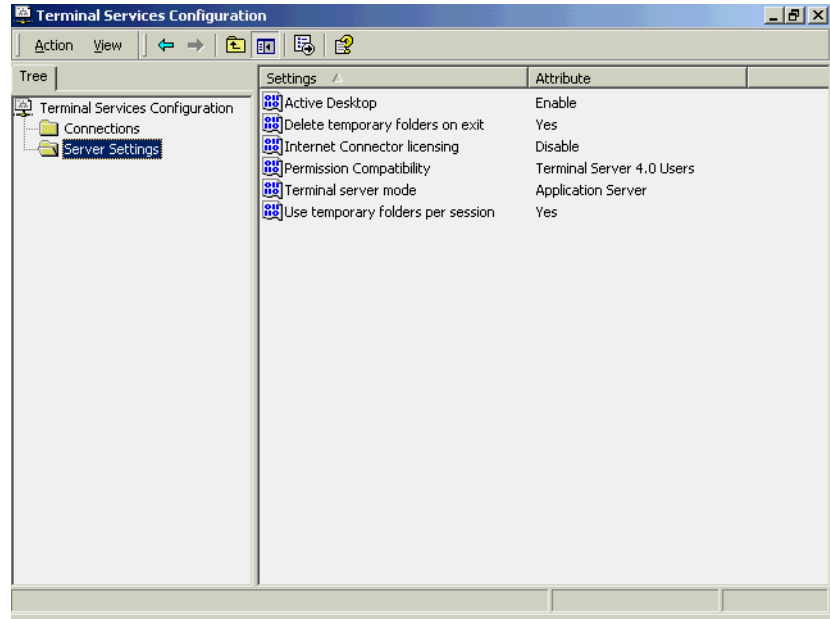 Terminal Services Configuration
Action View
Tree
Terminal Services Configuration
Connections
Server Settings
Settings Attribute
Active Desktop Enable
Delete temporary folders on exit Yes
Internet Connector licensing Disable
Permission Compatibility Terminal Server 4.0 Users
Terminal server mode Application Server
Use temporary folders per session Yes